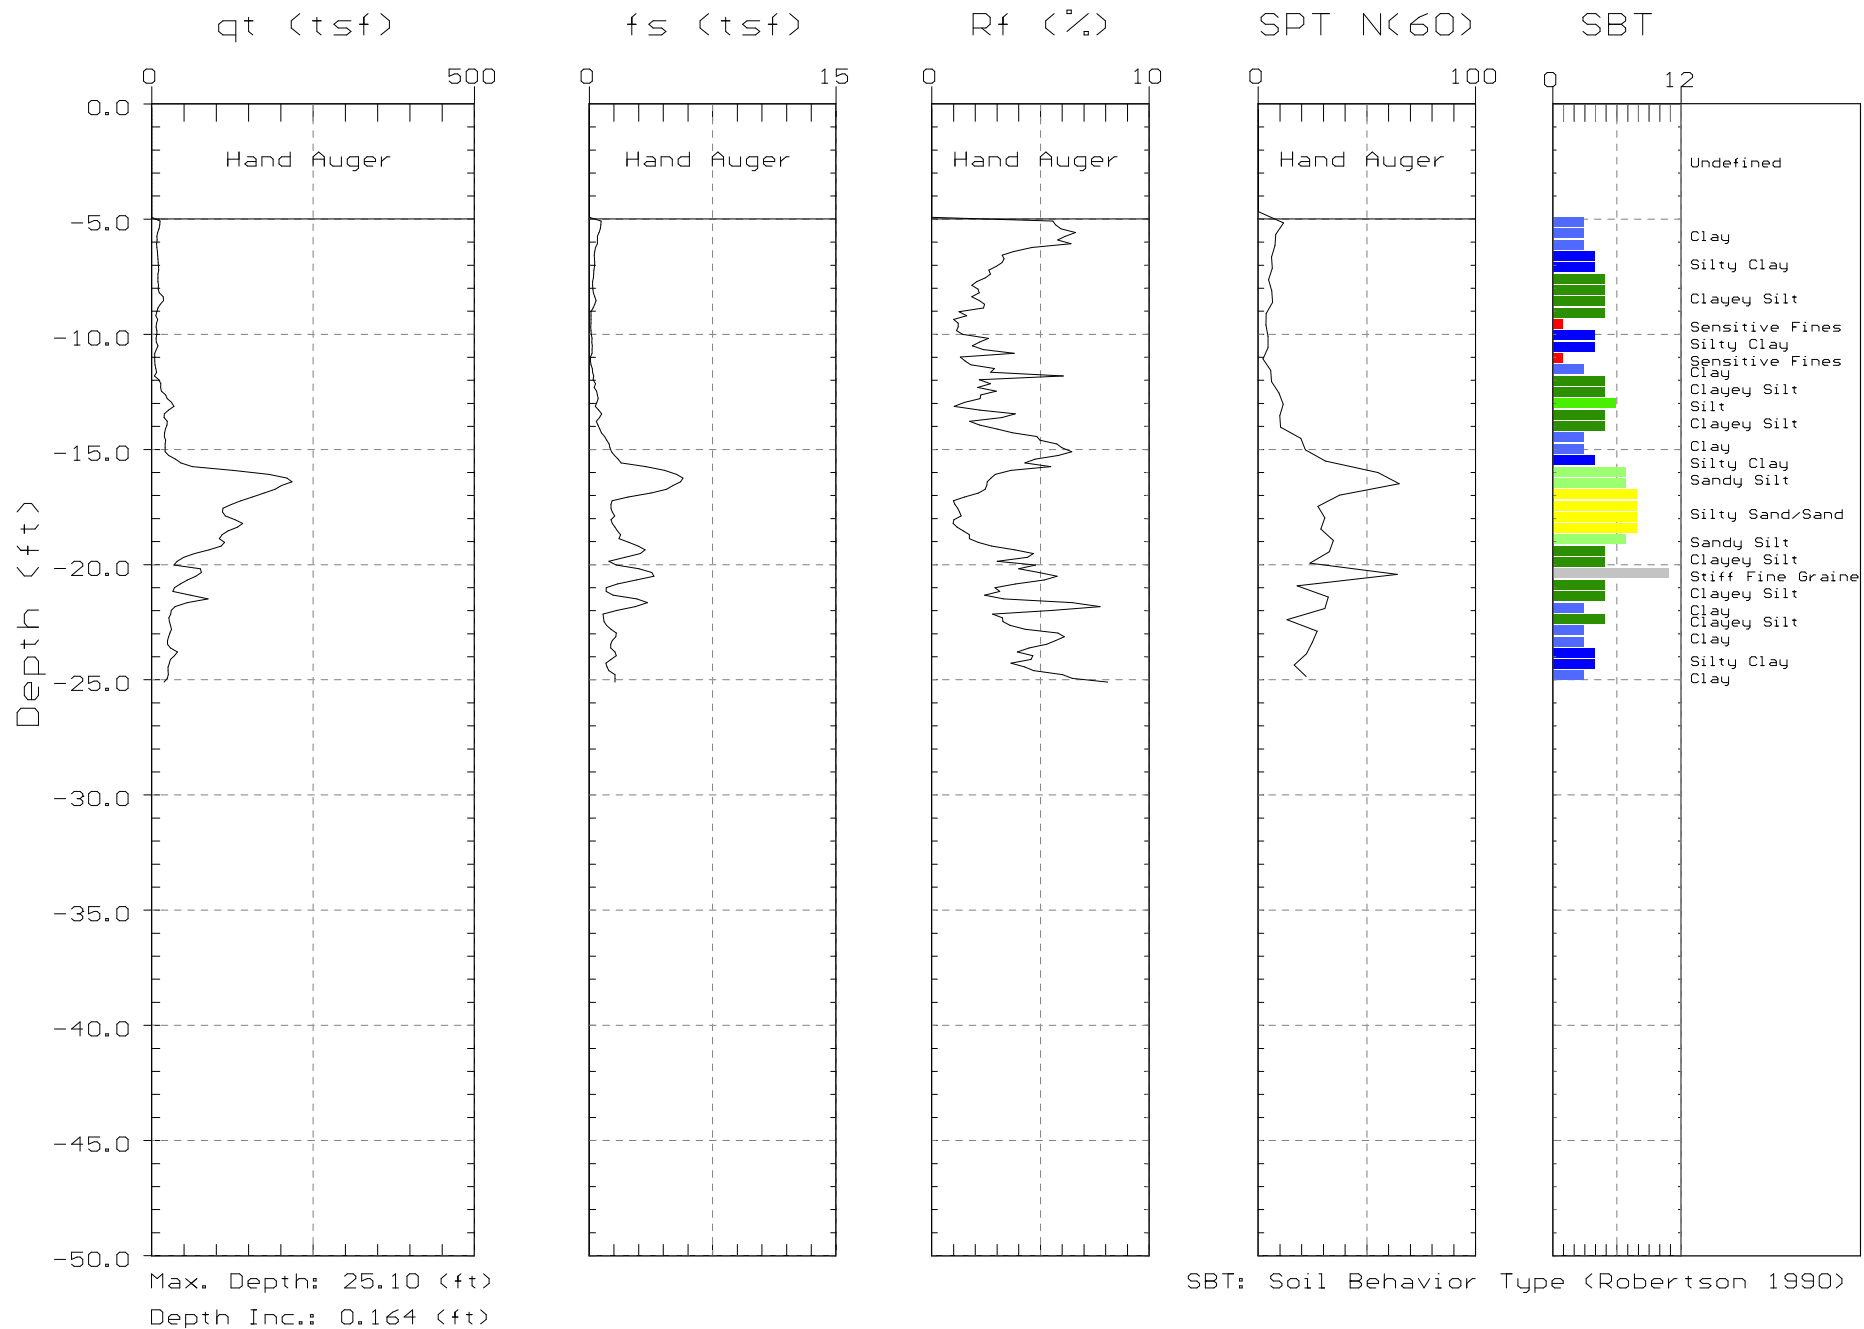 qt (tsf) fs (tsf) Rf (%) SPT N(60) SBT
0 500 0 15 0 10 0 100 0 12
0.0
Hand Auger Hand Auger Hand Auger Hand Auger Undefined
-5.0
Clay
Silty Clay
Clayey Silt
Sensitive Fines
-10.0
Silty Clay
Sensitive Fines
Clay
Clayey Silt
Silt
Clayey Silt
-15.0 Clay
Silty Clay
Sandy Silt
Silty Sand/Sand
Sandy Silt
Clayey Silt
-20.0
Stiff Fine Graine
Clayey Silt
Clay
Clayey Silt
Clay
Silty Clay
-25.0 Clay
Depth (ft)
-30.0
-35.0
-40.0
-45.0
-50.0
Max. Depth: 25.10 (ft) SBT: Soil Behavior Type (Robertson 1990)
Depth Inc.: 0.164 (ft)